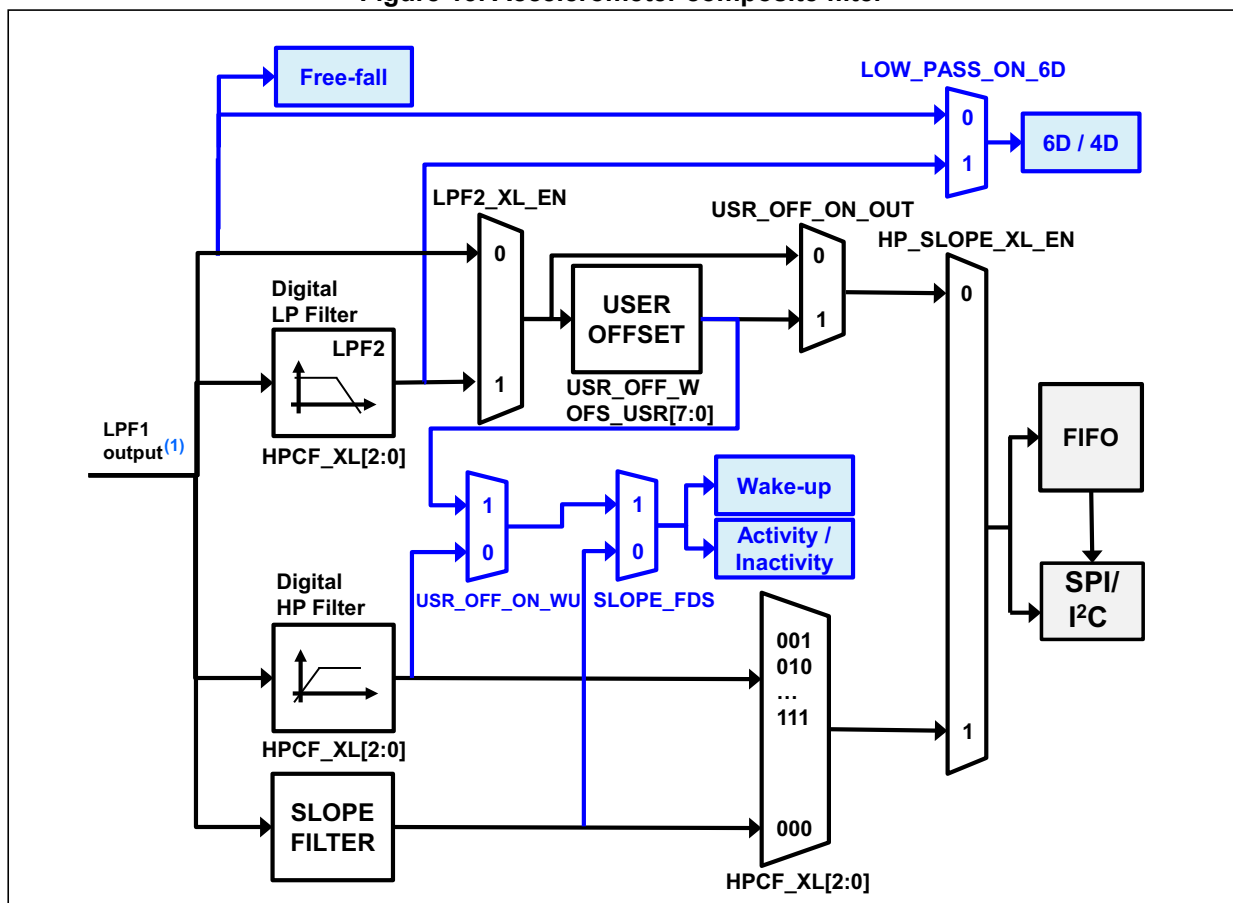 Free-fall
LOW_PASS_ON_6D
0
1
6D / 4D
LPF2_XL_EN
0
1
USR_OFF_ON_OUT
0
1
HP_SLOPE_XL_EN
0
1
Digital
LP Filter
LPF2
HPCF_XL[2:0]
USER
OFFSET
USR_OFF_W
OFS_USR[7:0]
LPF1
output(1)
FIFO
SPI/
I²C
1
0
USR_OFF_ON_WU
1
0
SLOPE_FDS
Wake-up
Activity /
Inactivity
Digital
HP Filter
HPCF_XL[2:0]
SLOPE
FILTER
001
010
...
111
000
HPCF_XL[2:0]